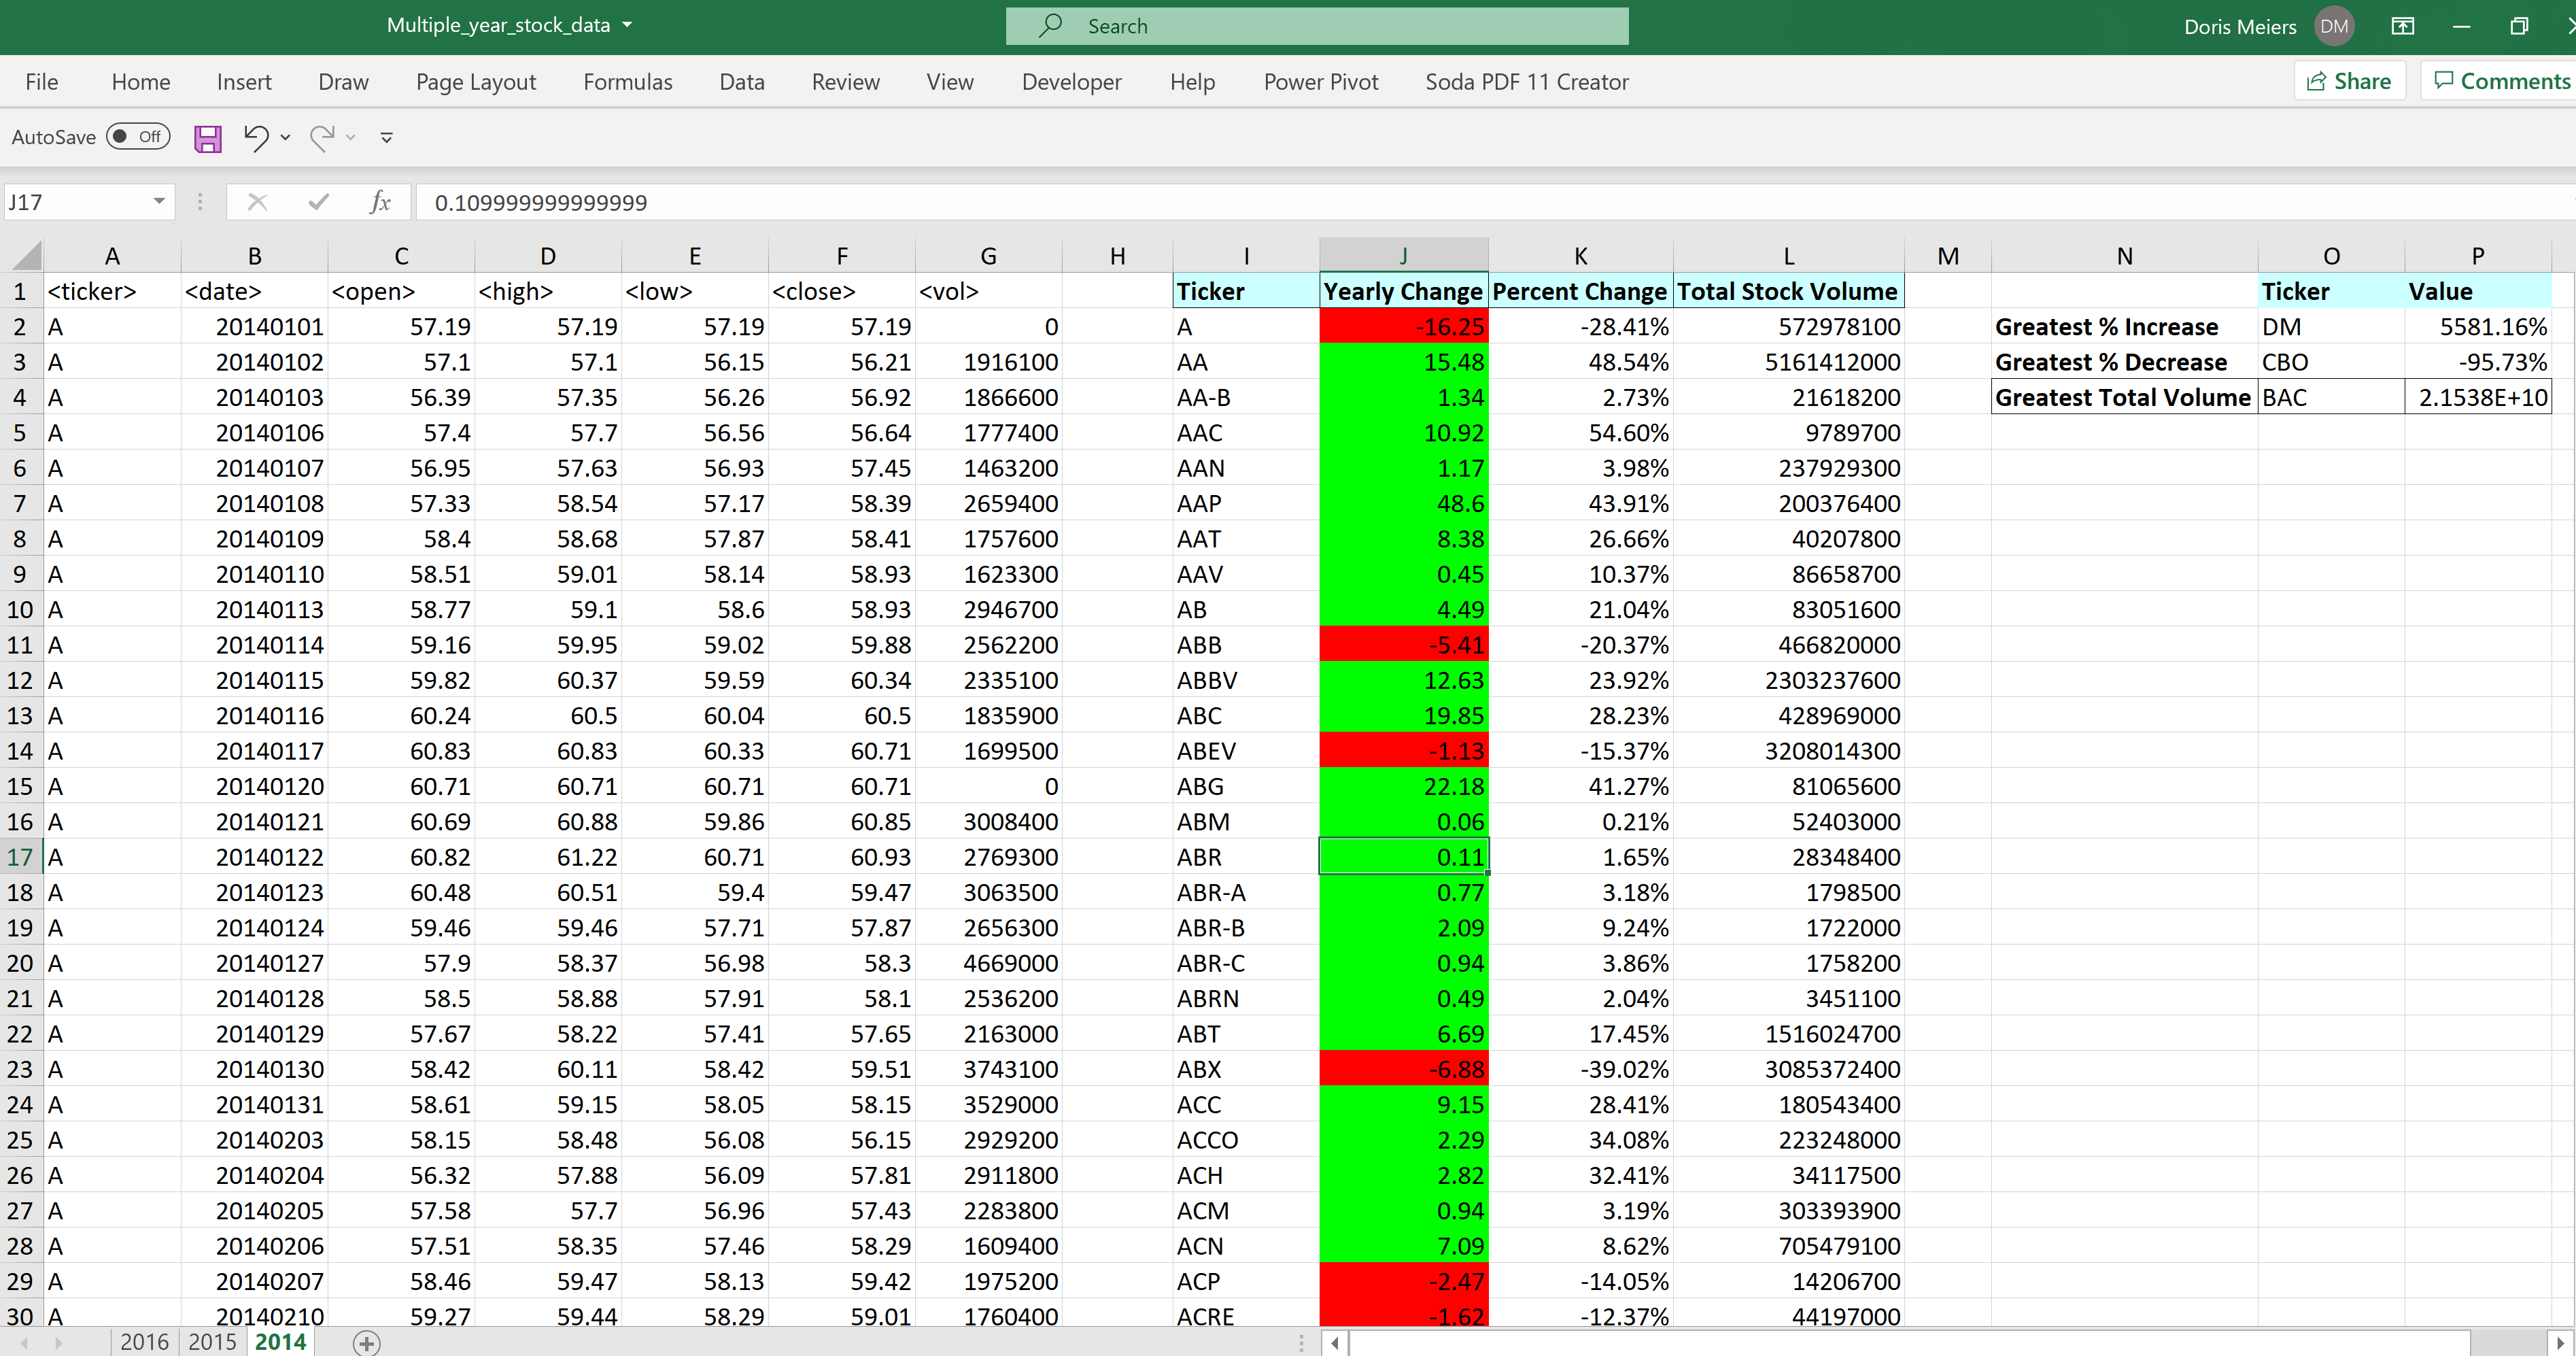 Multiple_year_stock_data
Search
Doris Meiers DM
File Home Insert Draw Page Layout Formulas Data Review View Developer Help Power Pivot Soda PDF 11 Creator Share Comments
AutoSave Off
J17 fx 0.109999999999999
A B C D E F G H I J K L M N O P
1 <ticker> <date> <open> <high> <low> <close> <vol> Ticker Yearly Change Percent Change Total Stock Volume Ticker Value
2 A 20140101 57.19 57.19 57.19 57.19 0 A -16.25 -28.41% 572978100 Greatest % Increase DM 5581.16%
3 A 20140102 57.1 57.1 56.15 56.21 1916100 AA 15.48 48.54% 5161412000 Greatest % Decrease CBO -95.73%
4 A 20140103 56.39 57.35 56.26 56.92 1866600 AA-B 1.34 2.73% 21618200 Greatest Total Volume BAC 2.1538E+10
5 A 20140106 57.4 57.7 56.56 56.64 1777400 AAC 10.92 54.60% 9789700
6 A 20140107 56.95 57.63 56.93 57.45 1463200 AAN 1.17 3.98% 237929300
7 A 20140108 57.33 58.54 57.17 58.39 2659400 AAP 48.6 43.91% 200376400
8 A 20140109 58.4 58.68 57.87 58.41 1757600 AAT 8.38 26.66% 40207800
9 A 20140110 58.51 59.01 58.14 58.93 1623300 AAV 0.45 10.37% 86658700
10 A 20140113 58.77 59.1 58.6 58.93 2946700 AB 4.49 21.04% 83051600
11 A 20140114 59.16 59.95 59.02 59.88 2562200 ABB -5.41 -20.37% 466820000
12 A 20140115 59.82 60.37 59.59 60.34 2335100 ABBV 12.63 23.92% 2303237600
13 A 20140116 60.24 60.5 60.04 60.5 1835900 ABC 19.85 28.23% 428969000
14 A 20140117 60.83 60.83 60.33 60.71 1699500 ABEV -1.13 -15.37% 3208014300
15 A 20140120 60.71 60.71 60.71 60.71 0 ABG 22.18 41.27% 81065600
16 A 20140121 60.69 60.88 59.86 60.85 3008400 ABM 0.06 0.21% 52403000
17 A 20140122 60.82 61.22 60.71 60.93 2769300 ABR 0.11 1.65% 28348400
18 A 20140123 60.48 60.51 59.4 59.47 3063500 ABR-A 0.77 3.18% 1798500
19 A 20140124 59.46 59.46 57.71 57.87 2656300 ABR-B 2.09 9.24% 1722000
20 A 20140127 57.9 58.37 56.98 58.3 4669000 ABR-C 0.94 3.86% 1758200
21 A 20140128 58.5 58.88 57.91 58.1 2536200 ABRN 0.49 2.04% 3451100
22 A 20140129 57.67 58.22 57.41 57.65 2163000 ABT 6.69 17.45% 1516024700
23 A 20140130 58.42 60.11 58.42 59.51 3743100 ABX -6.88 -39.02% 3085372400
24 A 20140131 58.61 59.15 58.05 58.15 3529000 ACC 9.15 28.41% 180543400
25 A 20140203 58.15 58.48 56.08 56.15 2929200 ACCO 2.29 34.08% 223248000
26 A 20140204 56.32 57.88 56.09 57.81 2911800 ACH 2.82 32.41% 34117500
27 A 20140205 57.58 57.7 56.96 57.43 2283800 ACM 0.94 3.19% 303393900
28 A 20140206 57.51 58.35 57.46 58.29 1609400 ACN 7.09 8.62% 705479100
29 A 20140207 58.46 59.47 58.13 59.42 1975200 ACP -2.47 -14.05% 14206700
30 A 20140210 59.27 59.44 58.29 59.01 1760400 ACRE -1.62 -12.37% 44197000
2016 2015 2014